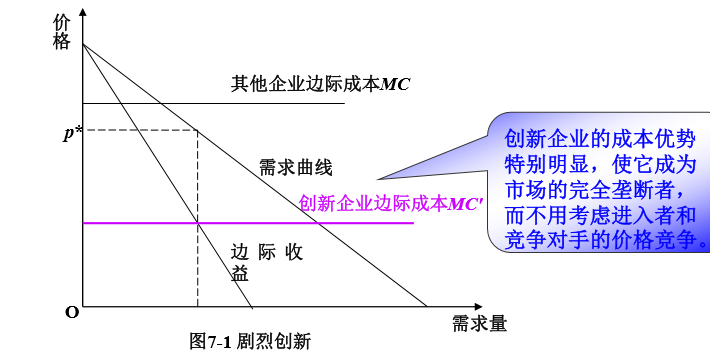 价
格
其他企业边际成本MC
p*
需求曲线
创新企业边际成本MC'
边 际 收
益
O
需求量
图7-1 剧烈创新
创新企业的成本优势
特别明显，使它成为
市场的完全垄断者，
而不用考虑进入者和
竞争对手的价格竞争。